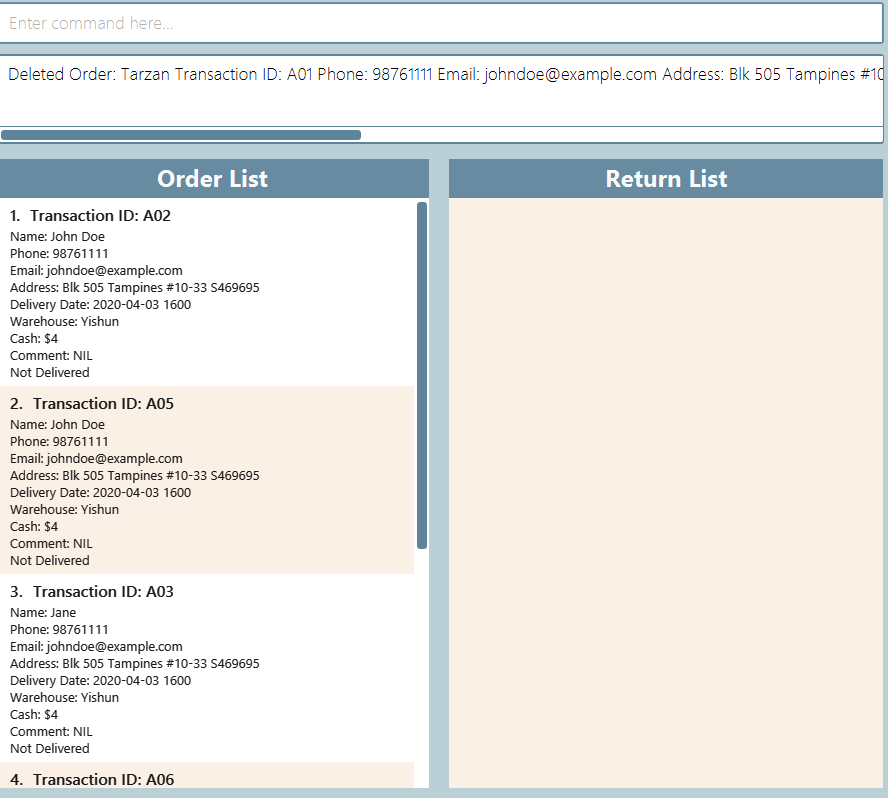 Enter command here...
Deleted Order: Tarzan Transaction ID: A01 Phone: 98761111 Email: johndoe@example.com Address: Blk 505 Tampines #10
Order List
1. Transaction ID: A02
Name: John Doe
Phone: 98761111
Email: johndoe@example.com
Address: Blk 505 Tampines #10-33 S469695
Delivery Date: 2020-04-03 1600
Warehouse: Yishun
Cash: $4
Comment: NIL
Not Delivered
2. Transaction ID: A05
Name: John Doe
Phone: 98761111
Email: johndoe@example.com
Address: Blk 505 Tampines #10-33 S469695
Delivery Date: 2020-04-03 1600
Warehouse: Yishun
Cash: $4
Comment: NIL
Not Delivered
3. Transaction ID: A03
Name: Jane
Phone: 98761111
Email: johndoe@example.com
Address: Blk 505 Tampines #10-33 S469695
Delivery Date: 2020-04-03 1600
Warehouse: Yishun
Cash: $4
Comment: NIL
Not Delivered
4. Transaction ID: A06
Return List